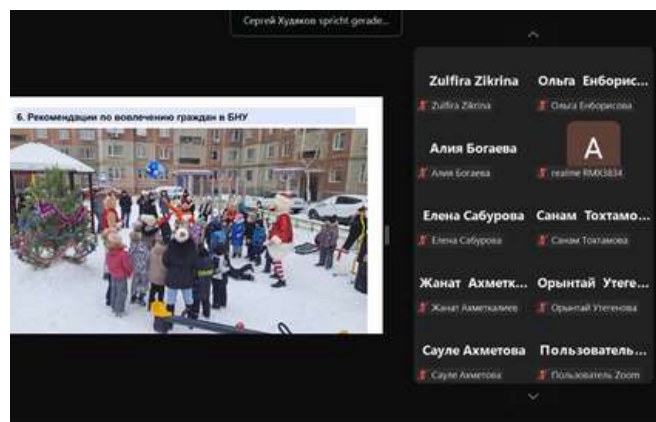 Сергей Худяков spricht gerade...
6. Рекомендации по вовлечению граждан в БНУ
Zulfira Zikrina
Ольга Енборис...
Zulfira Zikrina
Ольга Енборисова
Алия Богаева
A
Алия Богаева
realme RMX3834
Елена Сабурова
Санам Тохтамо...
Елена Сабурова
Санам Тохтамова
Жанат Ахметк...
Орынтай Утеге...
Жанат Ахметкалиев
Орынтай Утегенова
Сауле Ахметова
Пользователь...
Сауле Ахметова
Пользователь Zoom